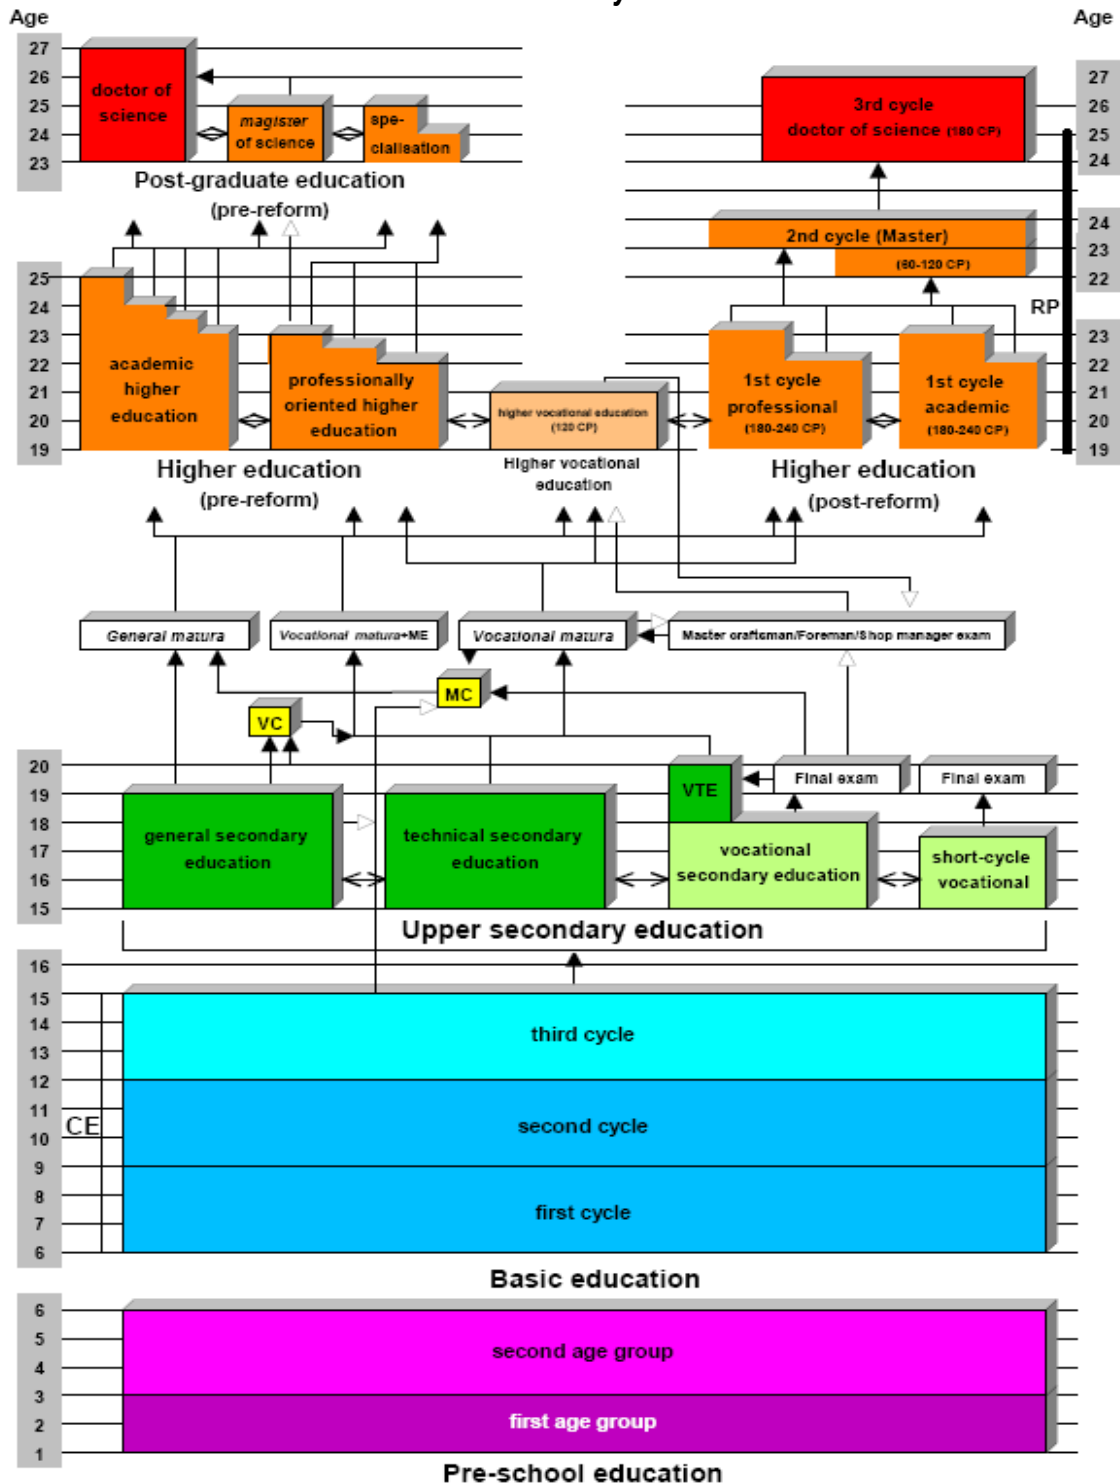 Age
Age
27
26
25
24
23
doctor of
science
magister
of science
spe-
cialisation
Post-graduate education
(pre-reform)
27
26
25
24
3rd cycle
doctor of science (180 CP)
24
23
22
2nd cycle (Master)
(60-120 CP)
RP
25
24
23
22
21
20
19
academic
higher
education
professionally
oriented higher
education
higher vocational education
(120 CP)
1st cycle
professional
(180-240 CP)
1st cycle
academic
(180-240 CP)
23
22
21
20
19
Higher education
(pre-reform)
Higher vocational
education
Higher education
(post-reform)
General matura
Vocational matura+ME
Vocational matura
Master craftsman/Foreman/Shop manager exam
MC
VC
20
19
18
17
16
15
general secondary
education
technical secondary
education
VTE
Final exam
Final exam
vocational
secondary education
short-cycle
vocational
Upper secondary education
16
15
14
13
12
11
10
9
8
7
6
CE
third cycle
second cycle
first cycle
Basic education
6
5
4
3
2
1
second age group
first age group
Pre-school education